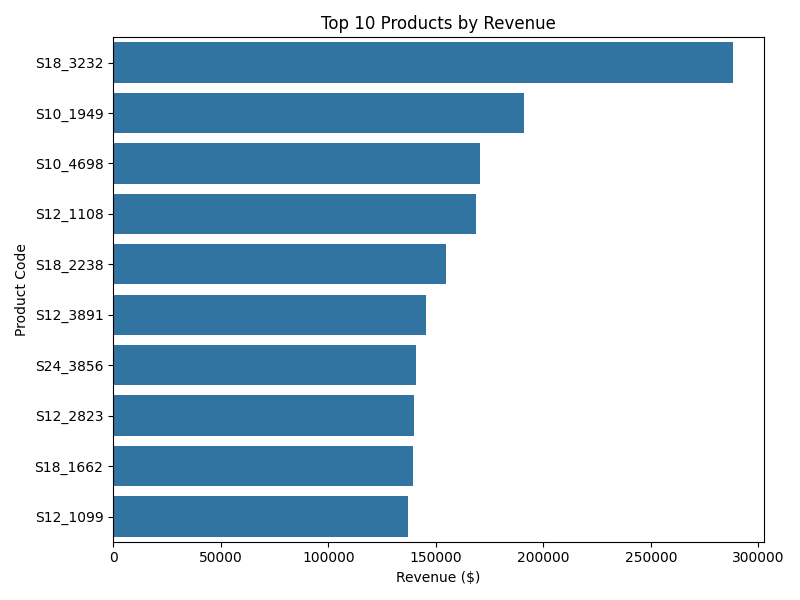 Top 10 Products by Revenue
Product Code
S18_3232
S10_1949
S10_4698
S12_1108
S18_2238
S12_3891
S24_3856
S12_2823
S18_1662
S12_1099
0 50000 100000 150000 200000 250000 300000
Revenue ($)